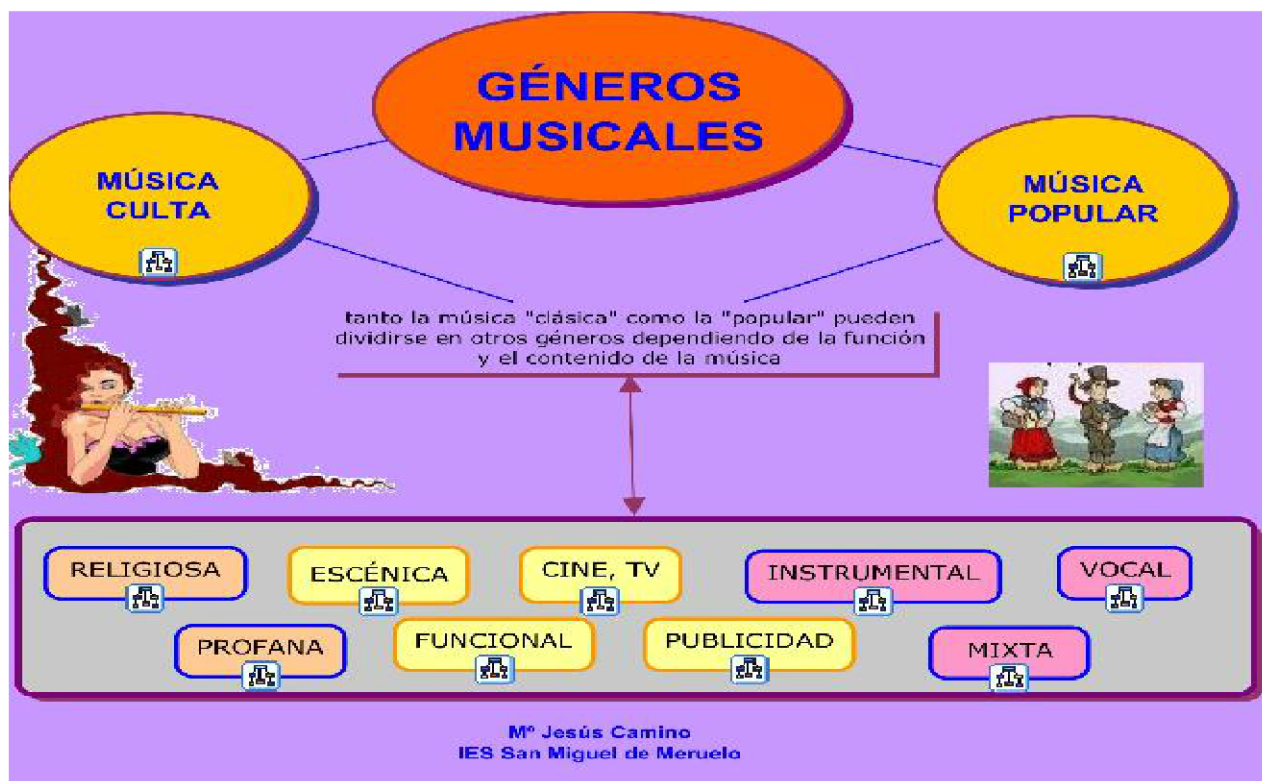 GÉNEROS
MUSICALES
MÚSICA
CULTA
MÚSICA
POPULAR
tanto la música "clásica" como la "popular" pueden
dividirse en otros géneros dependiendo de la función
y el contenido de la música
RELIGIOSA
ESCÉNICA
CINE, TV
INSTRUMENTAL
VOCAL
PROFANA
FUNCIONAL
PUBLICIDAD
MIXTA
Mº Jesús Camino
IES San Miguel de Meruelo